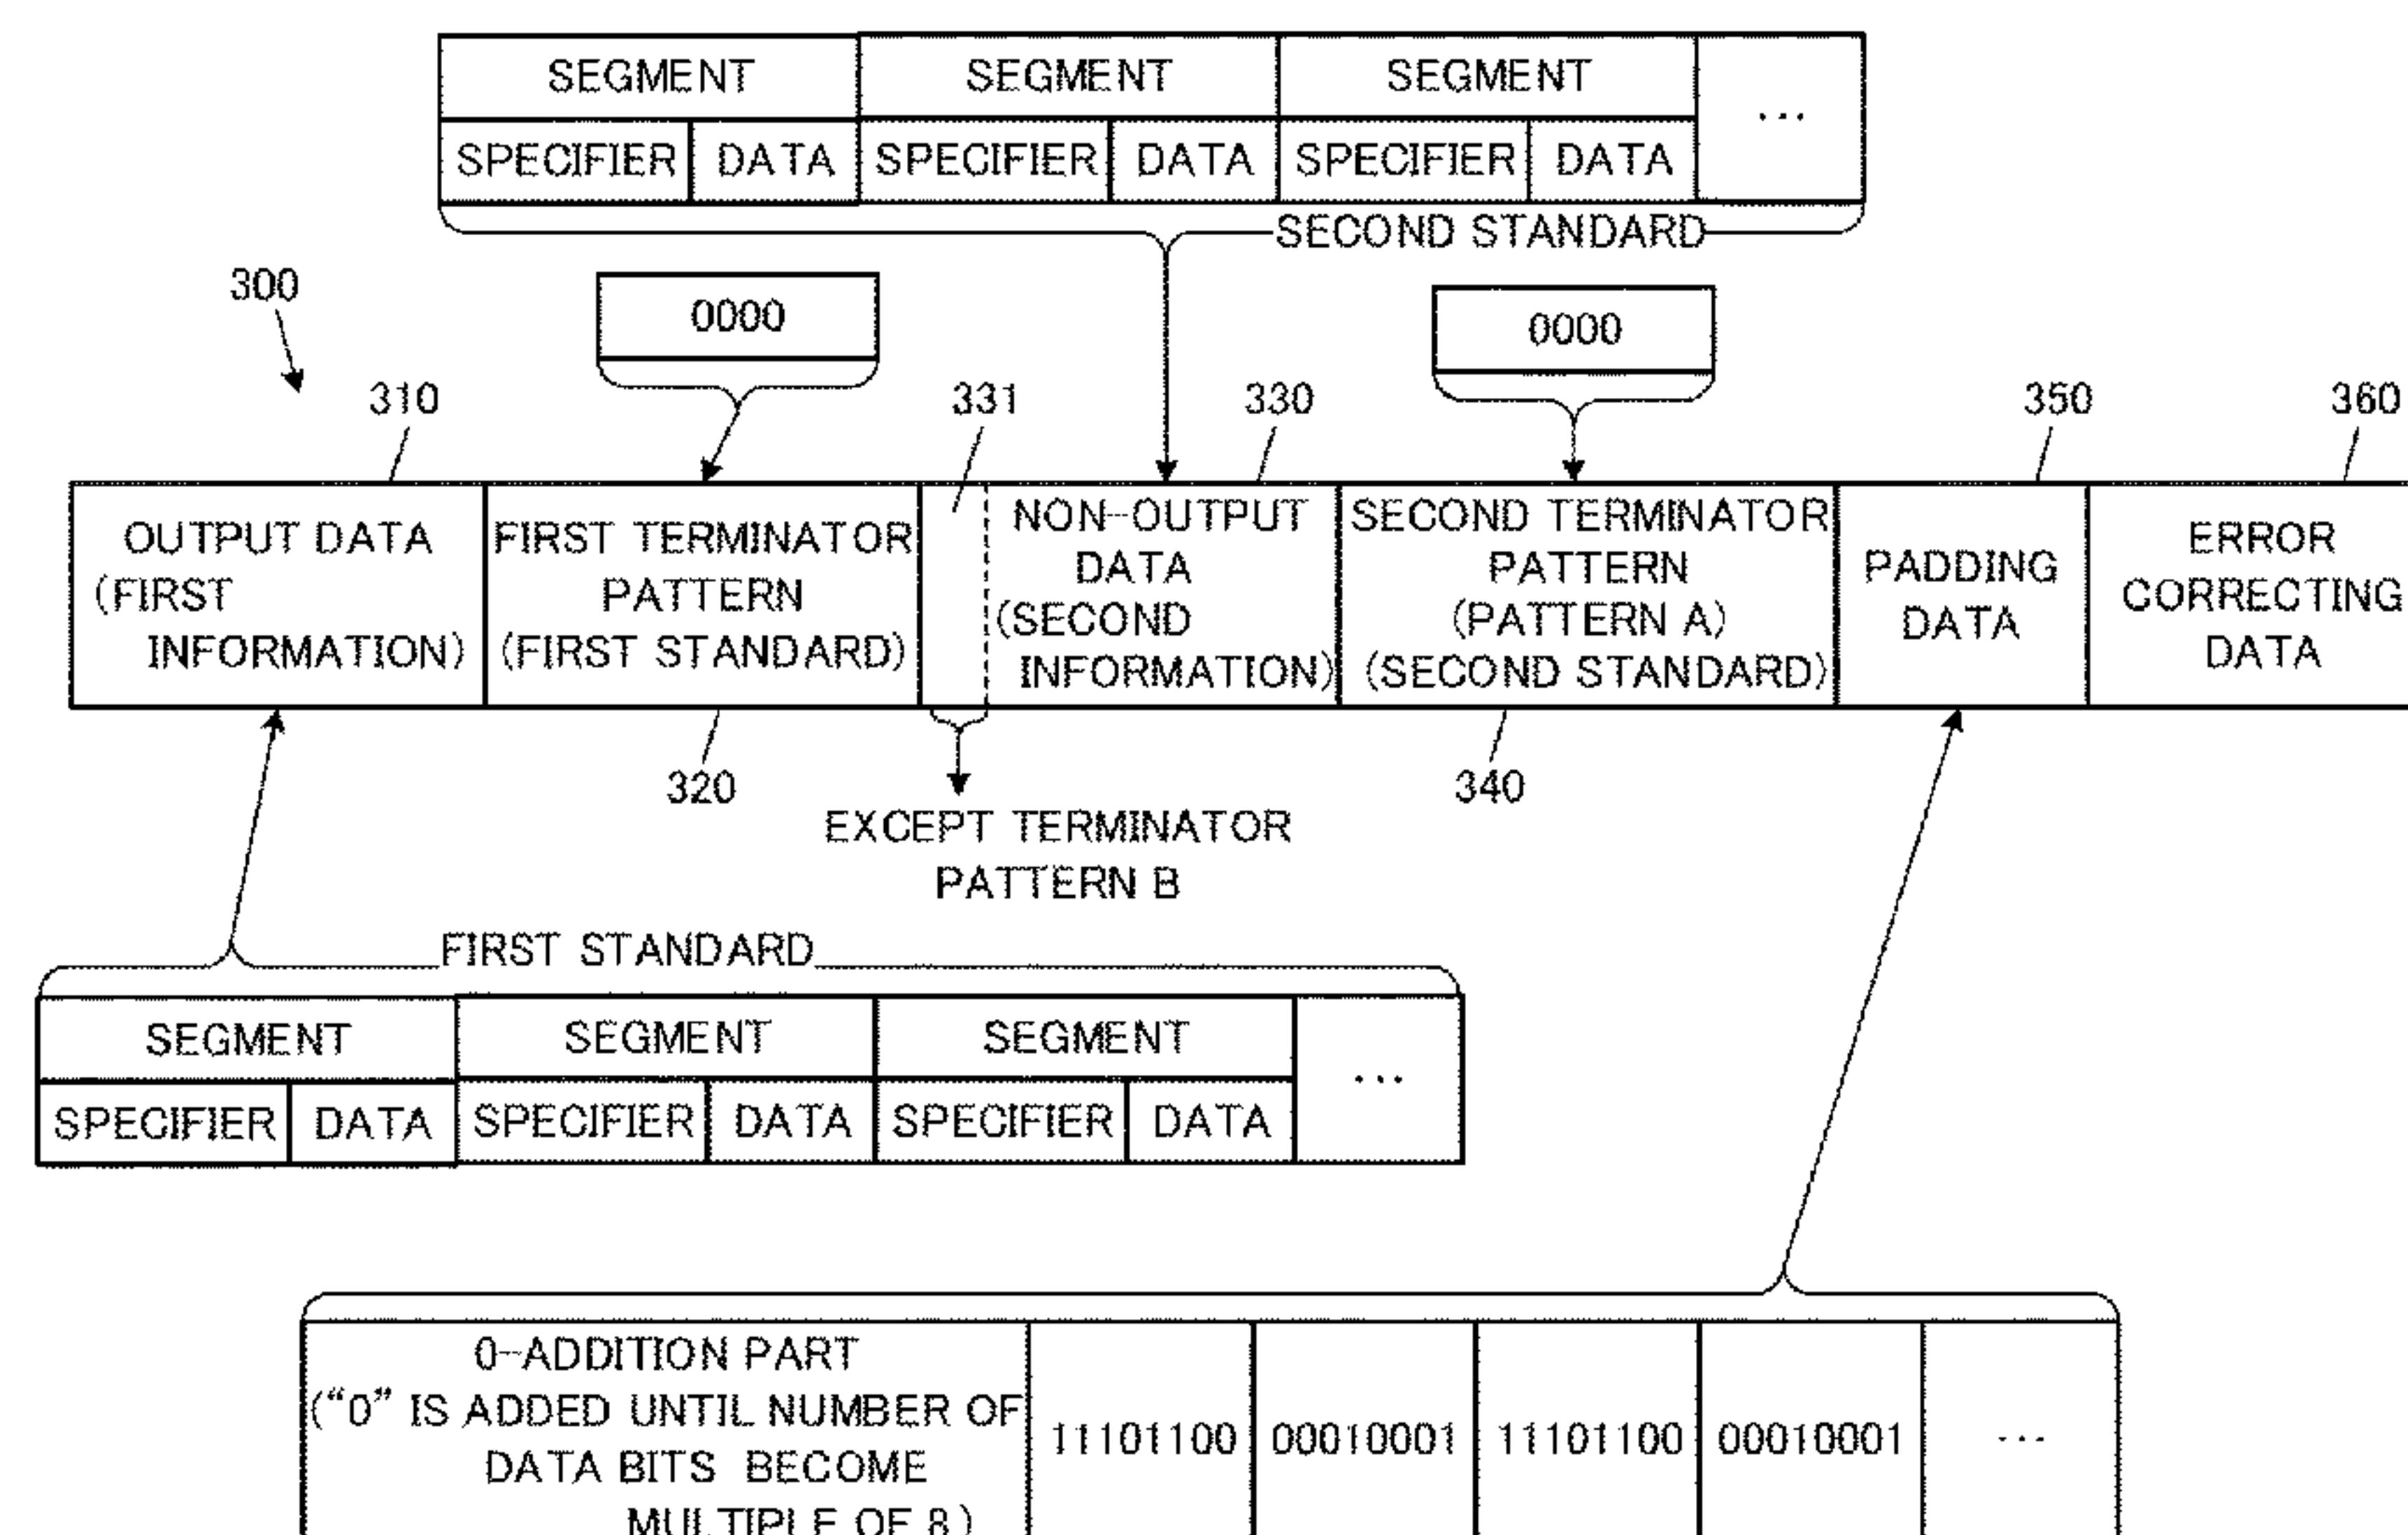 SEGMENT SEGMENT SEGMENT ...
SPECIFIER DATA SPECIFIER DATA SPECIFIER DATA
SECOND STANDARD
300
0000
0000
310
331
330
350
360
OUTPUT DATA
(FIRST
INFORMATION)
FIRST TERMINATOR
PATTERN
(FIRST STANDARD)
NON-OUTPUT
DATA
(SECOND
INFORMATION)
SECOND TERMINATOR
PATTERN
(PATTERN A)
(SECOND STANDARD)
PADDING
DATA
ERROR
CORRECTING
DATA
320
340
EXCEPT TERMINATOR
PATTERN B
FIRST STANDARD
SEGMENT SEGMENT SEGMENT ...
SPECIFIER DATA SPECIFIER DATA SPECIFIER DATA
0-ADDITION PART
("0" IS ADDED UNTIL NUMBER OF
DATA BITS BECOME
MULTIPLE OF 8)
11101100 00010001 11101100 00010001 ...